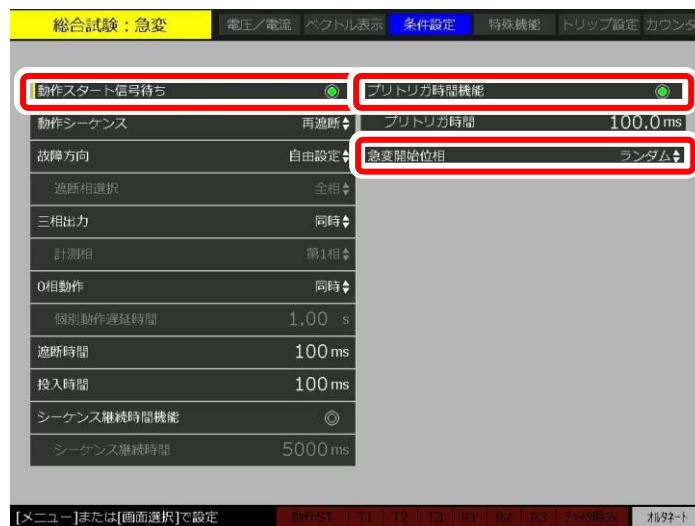 総合試験：急変
電圧／電流 ベクトル表示 条件設定 特殊機能 トリップ設定 カウンタ
動作スタート信号待ち
動作シーケンス 再遮断
故障方向 自由設定
遮断相選択 全相
三相出力 同時
計測相 第1相
0相動作 同時
個別動作遅延時間 1.00 s
遮断時間 100 ms
投入時間 100 ms
シーケンス継続時間機能
シーケンス継続時間 5000 ms
プリトリガ時間機能
プリトリガ時間 100.0 ms
急変開始位相 ランダム
[メニュー]または[画面選択]で設定 動作ST T1 T2 T3 R1 R2 R3 ｵﾙﾀﾈｰﾄ